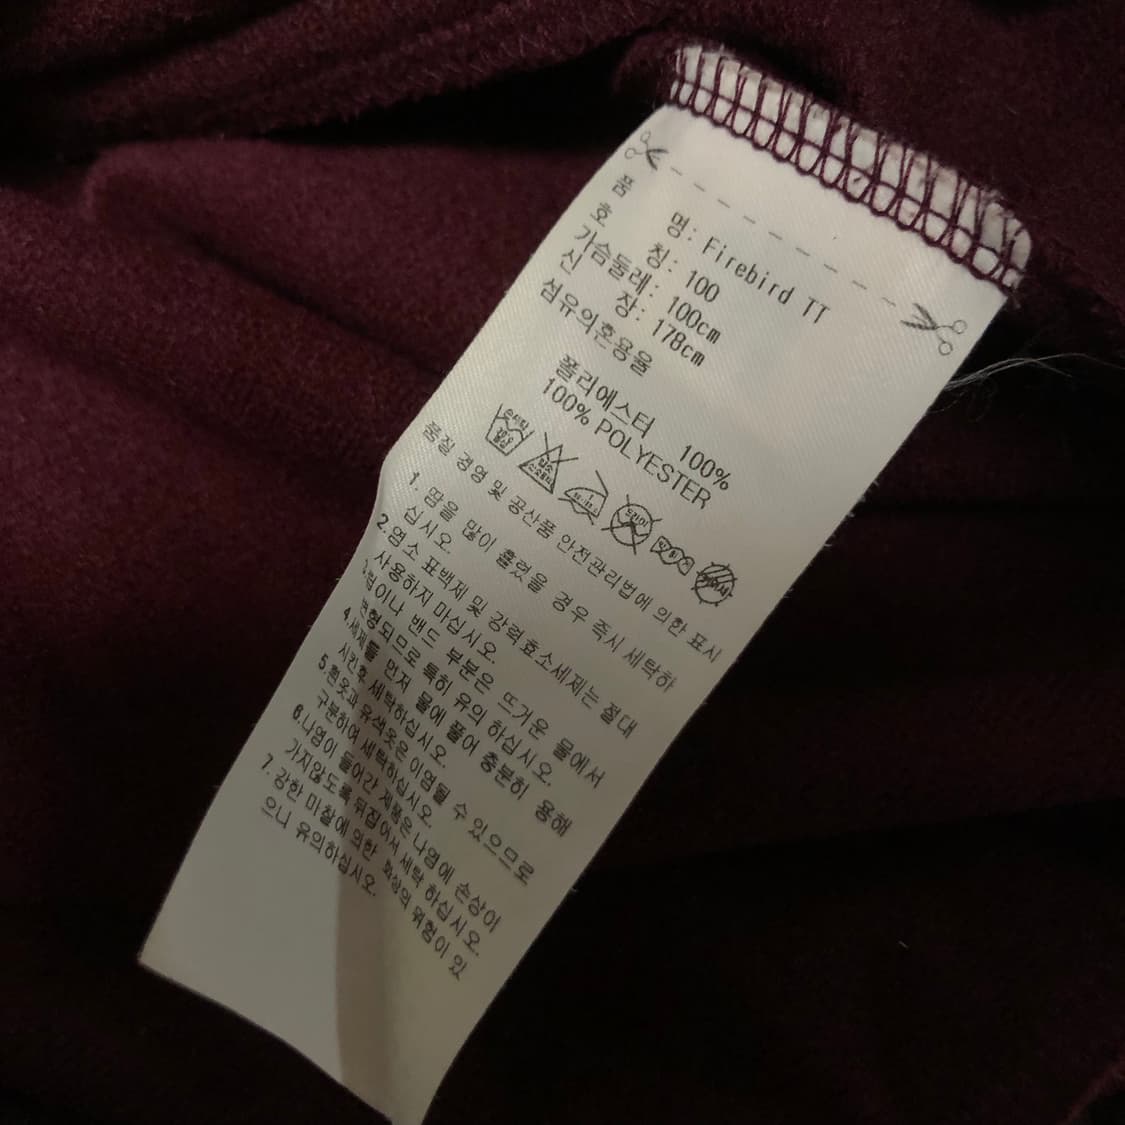 품 명: Firebird TT
호 칭: 100
가슴둘레: 100cm
신 장: 178cm
섬유의혼용율
폴리에스터 100%
100% POLYESTER
품질 경영 및 공산품 안전관리법에 의한 표시
1. 땀을 많이 흘렸을 경우 즉시 세탁하
십시오.
2.염소 표백제 및 강력효소세제는 절대
사용하지 마십시오.
3.립이나 밴드 부분은 뜨거운 물에서
변형되므로 특히 유의 하십시오.
4.세제를 먼저 물에 풀어 충분히 용해
시킨후 세탁하십시오.
5.흰옷과 유색옷은 이염될 수 있으므로
구분하여 세탁하십시오.
6.나염이 들어간 제품은 나염에 손상이
가지않도록 뒤집어서 세탁 하십시오.
7. 강한 마찰에 의한 화상의 위험이 있
으니 유의하십시오.